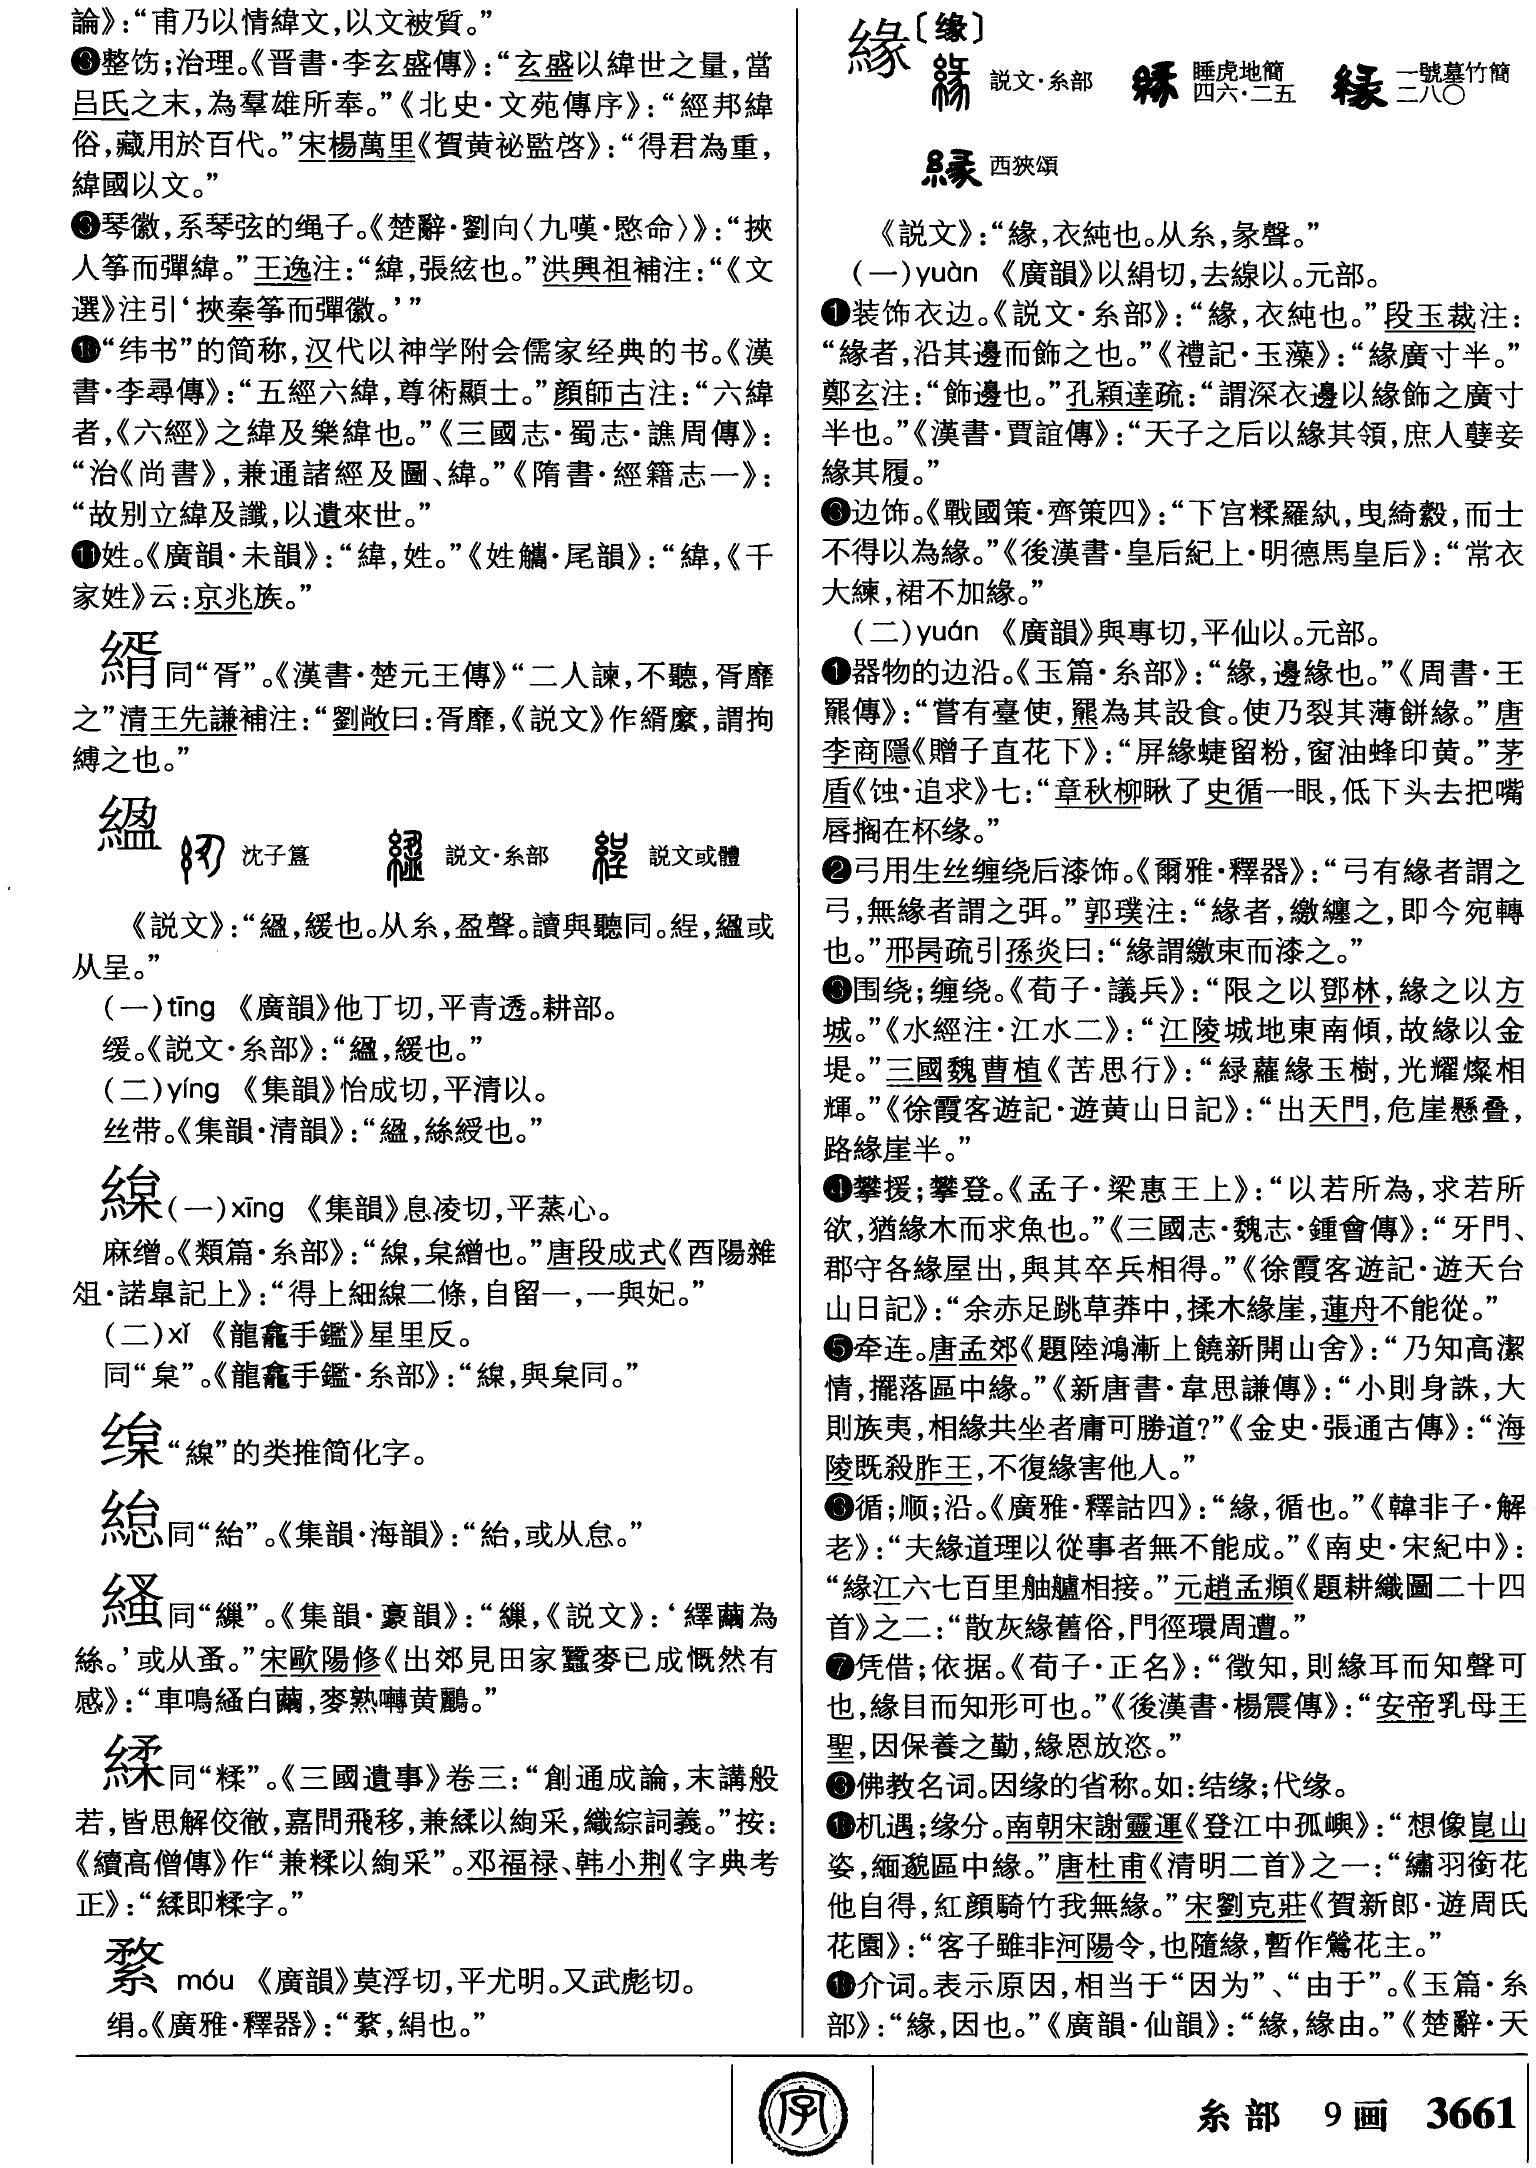 論》：“甫乃以情緯文，以文被質。”
❽整饬；治理。《晋書·李玄盛傳》：“玄盛以緯世之量，當
吕氏之末，為羣雄所奉。”《北史·文苑傳序》：“經邦緯
俗，藏用於百代。”宋楊萬里《賀黄祕監啓》：“得君為重，
緯國以文。”
❾琴徽，系琴弦的绳子。《楚辭·劉向〈九嘆·愍命〉》：“挾
人筝而彈緯。”王逸注：“緯，張絃也。”洪興祖補注：“《文
選》注引‘挾秦筝而彈徽。’”
❿“纬书”的简称，汉代以神学附会儒家经典的书。《漢
書·李尋傳》：“五經六緯，尊術顯士。”顔師古注：“六緯
者，《六經》之緯及樂緯也。”《三國志·蜀志·譙周傳》：
“治《尚書》，兼通諸經及圖、緯。”《隋書·經籍志一》：
“故别立緯及讖，以遺來世。”
⓫姓。《廣韻·未韻》：“緯，姓。”《姓觿·尾韻》：“緯，《千
家姓》云：京兆族。”
縃同“胥”。《漢書·楚元王傳》“二人諫，不聽，胥靡
之”清王先謙補注：“劉敞曰：胥靡，《説文》作縃縻，謂拘
縛之也。”
縕 沈子簋 説文·糸部 説文或體
《説文》：“縕，緩也。从糸，盈聲。讀與聽同。綎，縕或
从呈。”
（一）tīng 《廣韻》他丁切，平青透。耕部。
缓。《説文·糸部》：“縕，緩也。”
（二）yíng 《集韻》怡成切，平清以。
丝带。《集韻·清韻》：“縕，絲綬也。”
緤（一）xīng 《集韻》息凌切，平蒸心。
麻缯。《類篇·糸部》：“緤，枲繒也。”唐段成式《酉陽雜
俎·諾臯記上》：“得上細緤二條，自留一，一與妃。”
（二）xǐ 《龍龕手鑑》星里反。
同“枲”。《龍龕手鑑·糸部》：“緤，與枲同。”
“緤”的类推简化字。
同“紿”。《集韻·海韻》：“紿，或从怠。”
縇同“繅”。《集韻·豪韻》：“繅，《説文》：‘繹繭為
絲。’或从蚤。”宋歐陽修《出郊見田家蠶麥已成慨然有
感》：“車鳴繰白繭，麥熟囀黄鸝。”
緣同“糅”。《三國遺事》卷三：“創通成論，末講般
若，皆思解佼徹，嘉問飛移，兼緣以絢采，織綜詞義。”按：
《續高僧傳》作“兼糅以絢采”。邓福禄、韩小荆《字典考
正》：“緣即糅字。”
䋷 móu 《廣韻》莫浮切，平尤明。又武彪切。
绢。《廣雅·釋器》：“䋷，絹也。”
緣〔缘〕
説文·糸部 睡虎地簡四六·二五 一號墓竹簡二八〇
西狹頌
《説文》：“緣，衣純也。从糸，彖聲。”
（一）yuàn 《廣韻》以絹切，去線以。元部。
❶装饰衣边。《説文·糸部》：“緣，衣純也。”段玉裁注：
“緣者，沿其邊而飾之也。”《禮記·玉藻》：“緣廣寸半。”
鄭玄注：“飾邊也。”孔穎達疏：“謂深衣邊以緣飾之廣寸
半也。”《漢書·賈誼傳》：“天子之后以緣其領，庶人孽妾
緣其履。”
❷边饰。《戰國策·齊策四》：“下宫糅羅紈，曳綺縠，而士
不得以為緣。”《後漢書·皇后紀上·明德馬皇后》：“常衣
大練，裙不加緣。”
（二）yuán 《廣韻》與專切，平仙以。元部。
❶器物的边沿。《玉篇·糸部》：“緣，邊緣也。”《周書·王
羆傳》：“嘗有臺使，羆為其設食。使乃裂其薄餅緣。”唐
李商隱《贈子直花下》：“屏緣蜨留粉，窗油蜂印黄。”茅
盾《蚀·追求》七：“章秋柳瞅了史循一眼，低下头去把嘴
唇搁在杯缘。”
❷弓用生丝缠绕后漆饰。《爾雅·釋器》：“弓有緣者謂之
弓，無緣者謂之弭。”郭璞注：“緣者，繳纏之，即今宛轉
也。”邢昺疏引孫炎曰：“緣謂繳束而漆之。”
❸围绕；缠绕。《荀子·議兵》：“限之以鄧林，緣之以方
城。”《水經注·江水二》：“江陵城地東南傾，故緣以金
堤。”三國魏曹植《苦思行》：“緑蘿緣玉樹，光耀燦相
輝。”《徐霞客遊記·遊黄山日記》：“出天門，危崖懸叠，
路緣崖半。”
❹攀援；攀登。《孟子·梁惠王上》：“以若所為，求若所
欲，猶緣木而求魚也。”《三國志·魏志·鍾會傳》：“牙門、
郡守各緣屋出，與其卒兵相得。”《徐霞客遊記·遊天台
山日記》：“余赤足跳草莽中，揉木緣崖，蓮舟不能從。”
❺牵连。唐孟郊《題陸鴻漸上饒新開山舍》：“乃知高潔
情，擺落區中緣。”《新唐書·韋思謙傳》：“小則身誅，大
則族夷，相緣共坐者庸可勝道？”《金史·張通古傳》：“海
陵既殺胙王，不復緣害他人。”
❻循；顺；沿。《廣雅·釋詁四》：“緣，循也。”《韓非子·解
老》：“夫緣道理以從事者無不能成。”《南史·宋紀中》：
“緣江六七百里舳艫相接。”元趙孟頫《題耕織圖二十四
首》之二：“散灰緣舊俗，門徑環周遭。”
❼凭借；依据。《荀子·正名》：“徵知，則緣耳而知聲可
也，緣目而知形可也。”《後漢書·楊震傳》：“安帝乳母王
聖，因保養之勤，緣恩放恣。”
❽佛教名词。因缘的省称。如：结缘；代缘。
❾机遇；缘分。南朝宋謝靈運《登江中孤嶼》：“想像崑山
姿，緬邈區中緣。”唐杜甫《清明二首》之一：“繡羽銜花
他自得，紅顔騎竹我無緣。”宋劉克莊《賀新郎·遊周氏
花園》：“客子雖非河陽令，也隨緣，暫作鶯花主。”
❿介词。表示原因，相当于“因为”、“由于”。《玉篇·糸
部》：“緣，因也。”《廣韻·仙韻》：“緣，緣由。”《楚辭·天
字
糸部 9画 3661